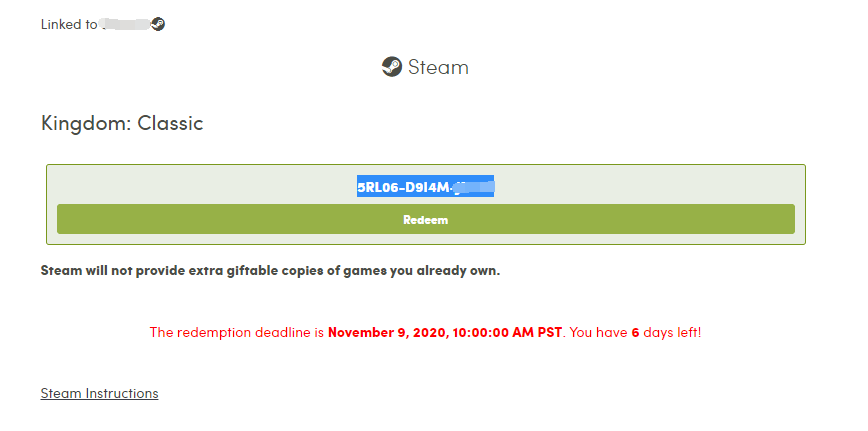 Linked to
Steam
Kingdom: Classic
5RL06-D9I4M-
Redeem
Steam will not provide extra giftable copies of games you already own.
The redemption deadline is November 9, 2020, 10:00:00 AM PST. You have 6 days left!
Steam Instructions